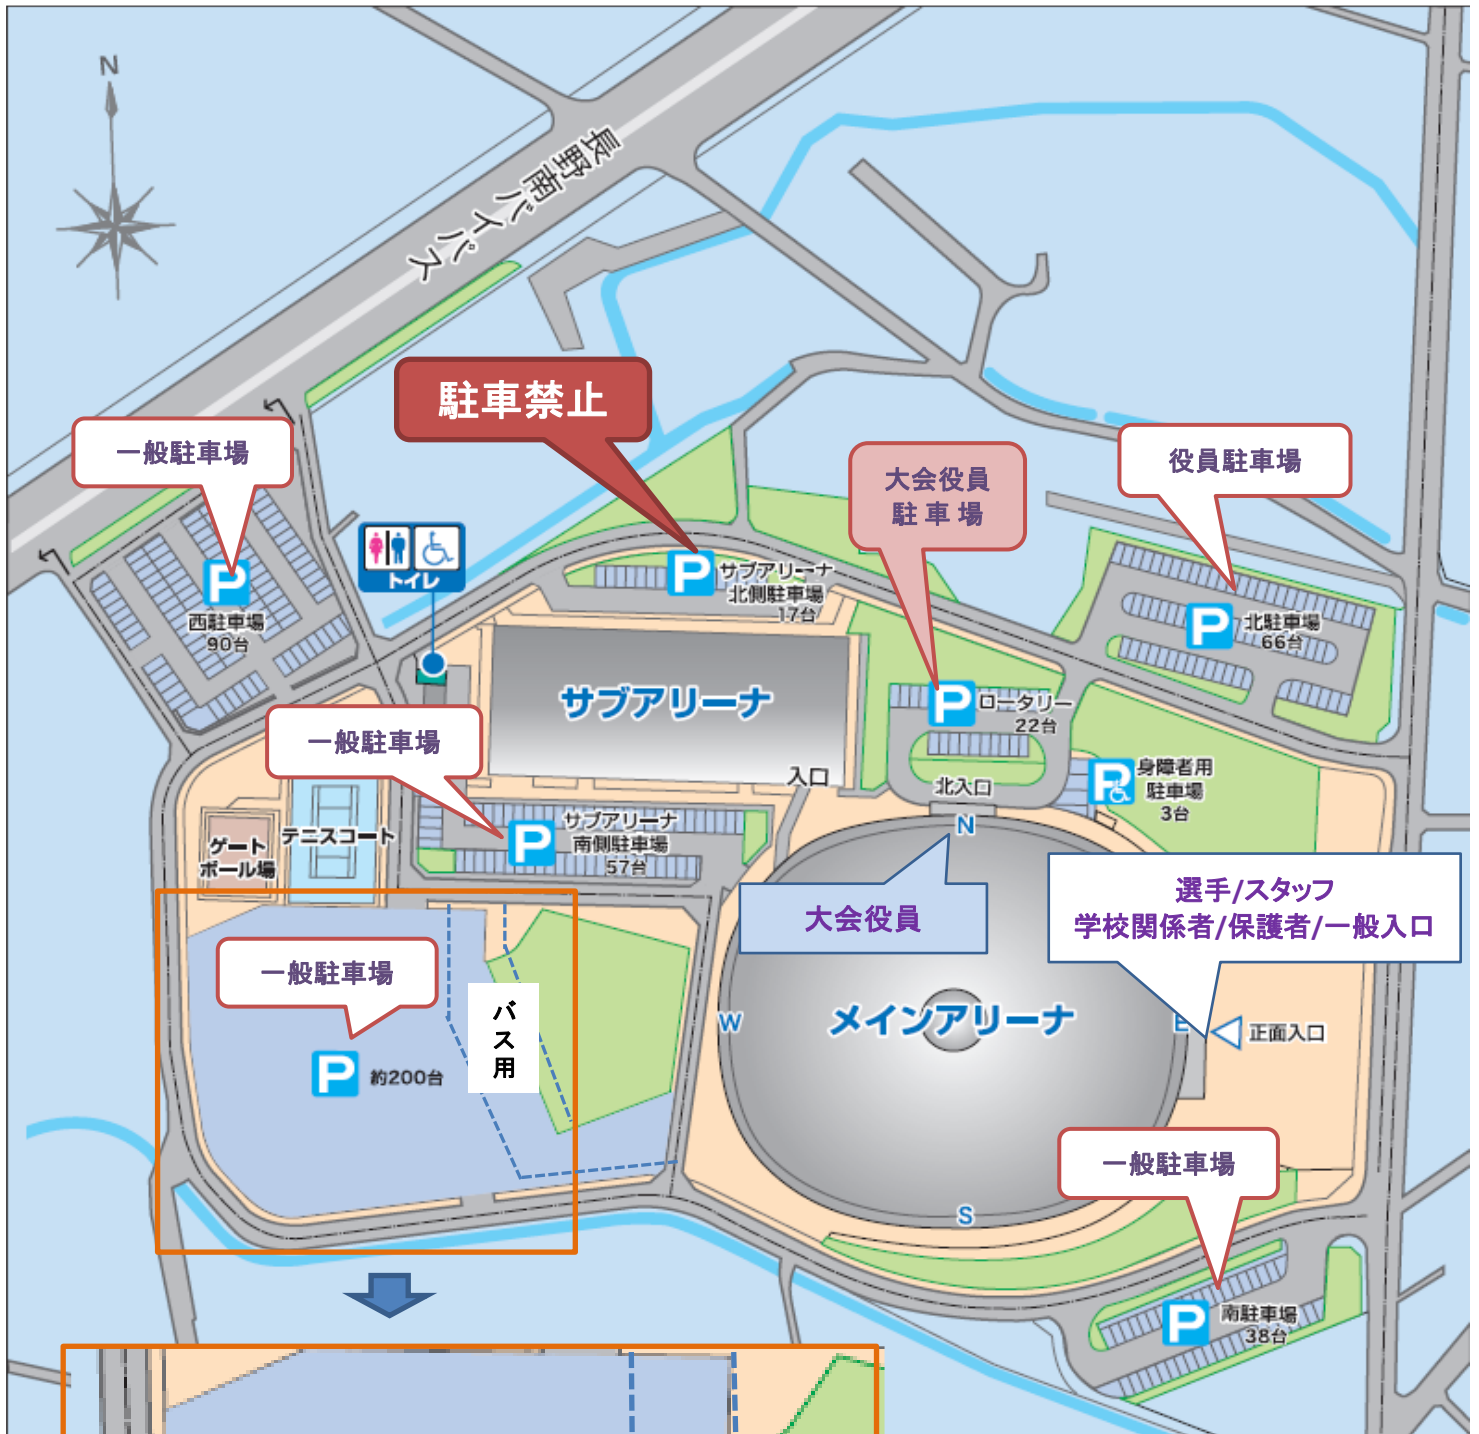 N
長野南バイパス
駐車禁止
一般駐車場
大会役員
駐車場
役員駐車場
トイレ
P
西駐車場
90台
P
サブアリーナ
北側駐車場
17台
P
北駐車場
66台
サブアリーナ
P
ロータリー
22台
一般駐車場
入口
北入口
P
身障者用
駐車場
3台
ゲート
ボール場
テニスコート
P
サブアリーナ
南側駐車場
57台
N
大会役員
選手/スタッフ
学校関係者/保護者/一般入口
一般駐車場
バス用
P
約200台
W
メインアリーナ
E
正面入口
一般駐車場
S
P
南駐車場
38台